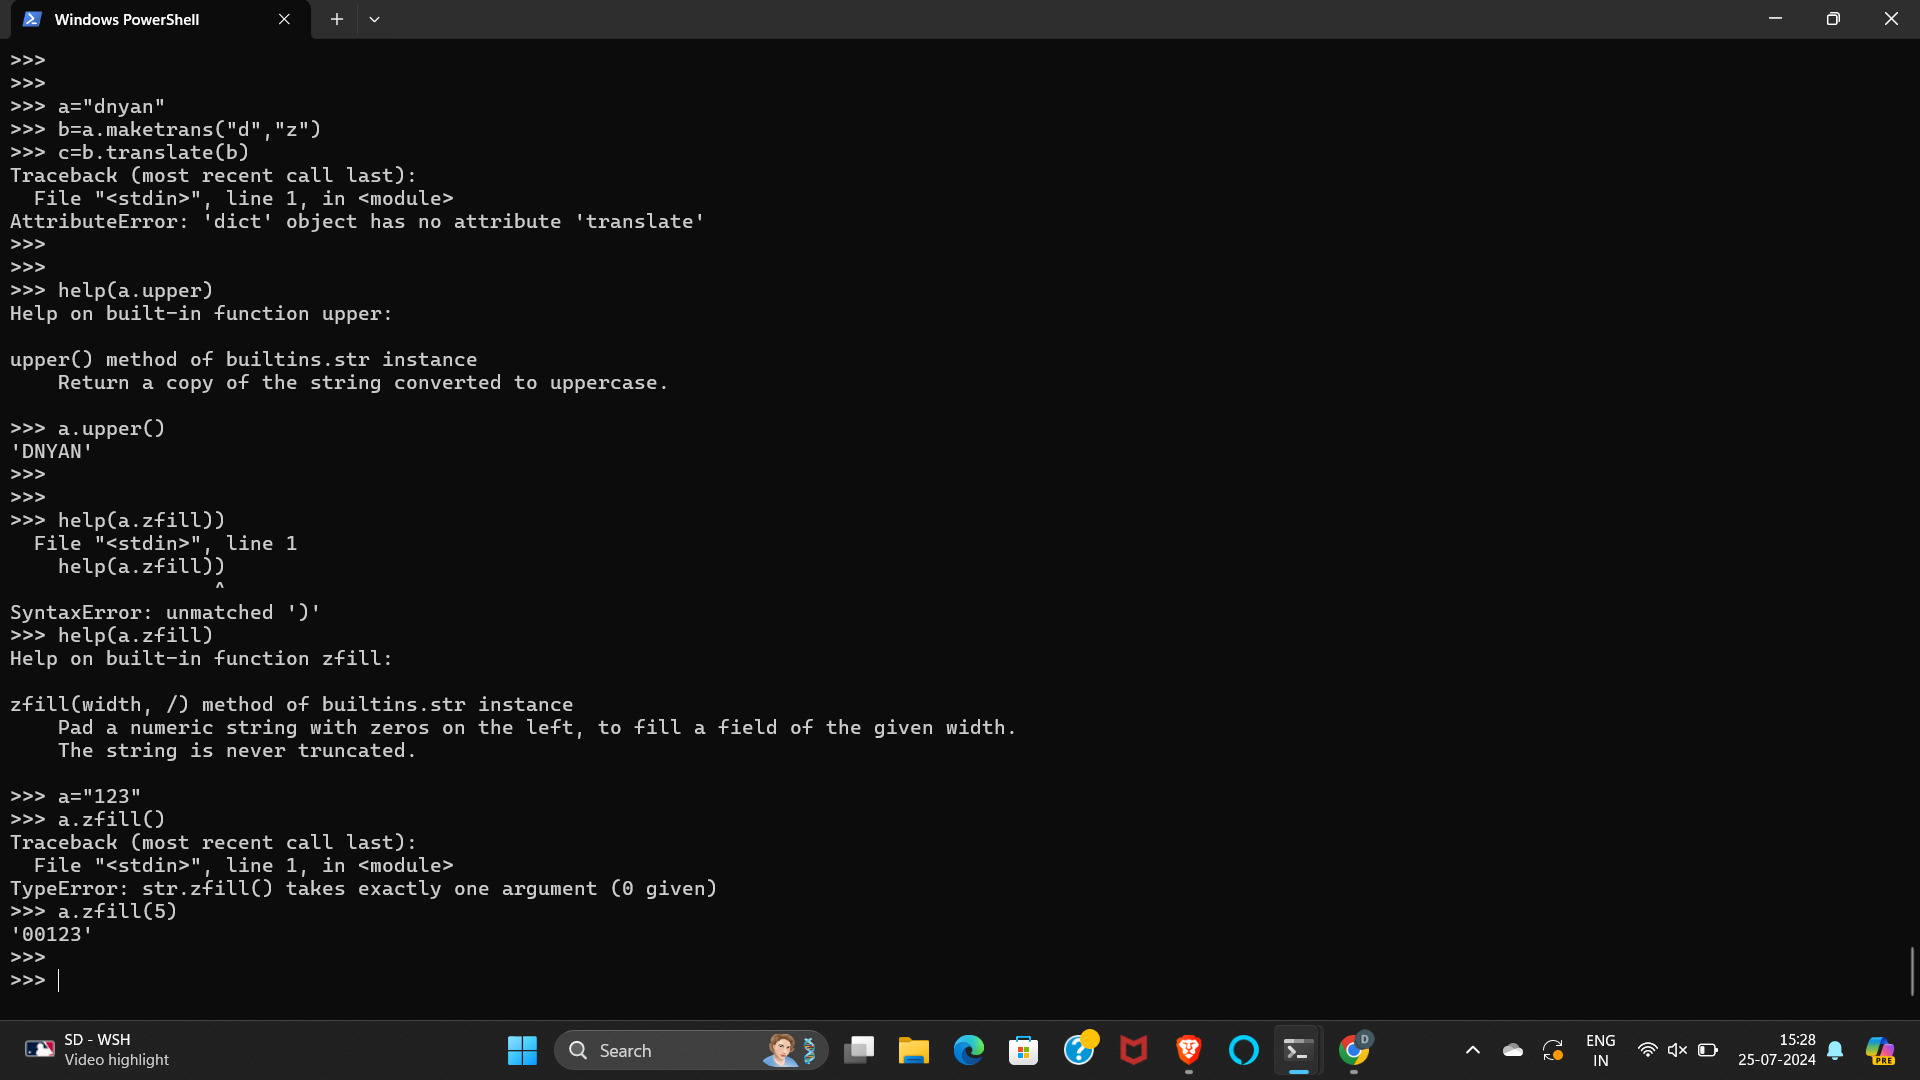 Windows PowerShell
>>>
>>>
>>> a="dnyan"
>>> b=a.maketrans("d","z")
>>> c=b.translate(b)
Traceback (most recent call last):
  File "<stdin>", line 1, in <module>
AttributeError: 'dict' object has no attribute 'translate'
>>>
>>>
>>> help(a.upper)
Help on built-in function upper:

upper() method of builtins.str instance
    Return a copy of the string converted to uppercase.

>>> a.upper()
'DNYAN'
>>>
>>>
>>> help(a.zfill))
  File "<stdin>", line 1
    help(a.zfill))
                 ^
SyntaxError: unmatched ')'
>>> help(a.zfill)
Help on built-in function zfill:

zfill(width, /) method of builtins.str instance
    Pad a numeric string with zeros on the left, to fill a field of the given width.
    The string is never truncated.

>>> a="123"
>>> a.zfill()
Traceback (most recent call last):
  File "<stdin>", line 1, in <module>
TypeError: str.zfill() takes exactly one argument (0 given)
>>> a.zfill(5)
'00123'
>>>
>>>
SD - WSH
Video highlight
Search
D
ENG
IN
15:28
25-07-2024
PRE